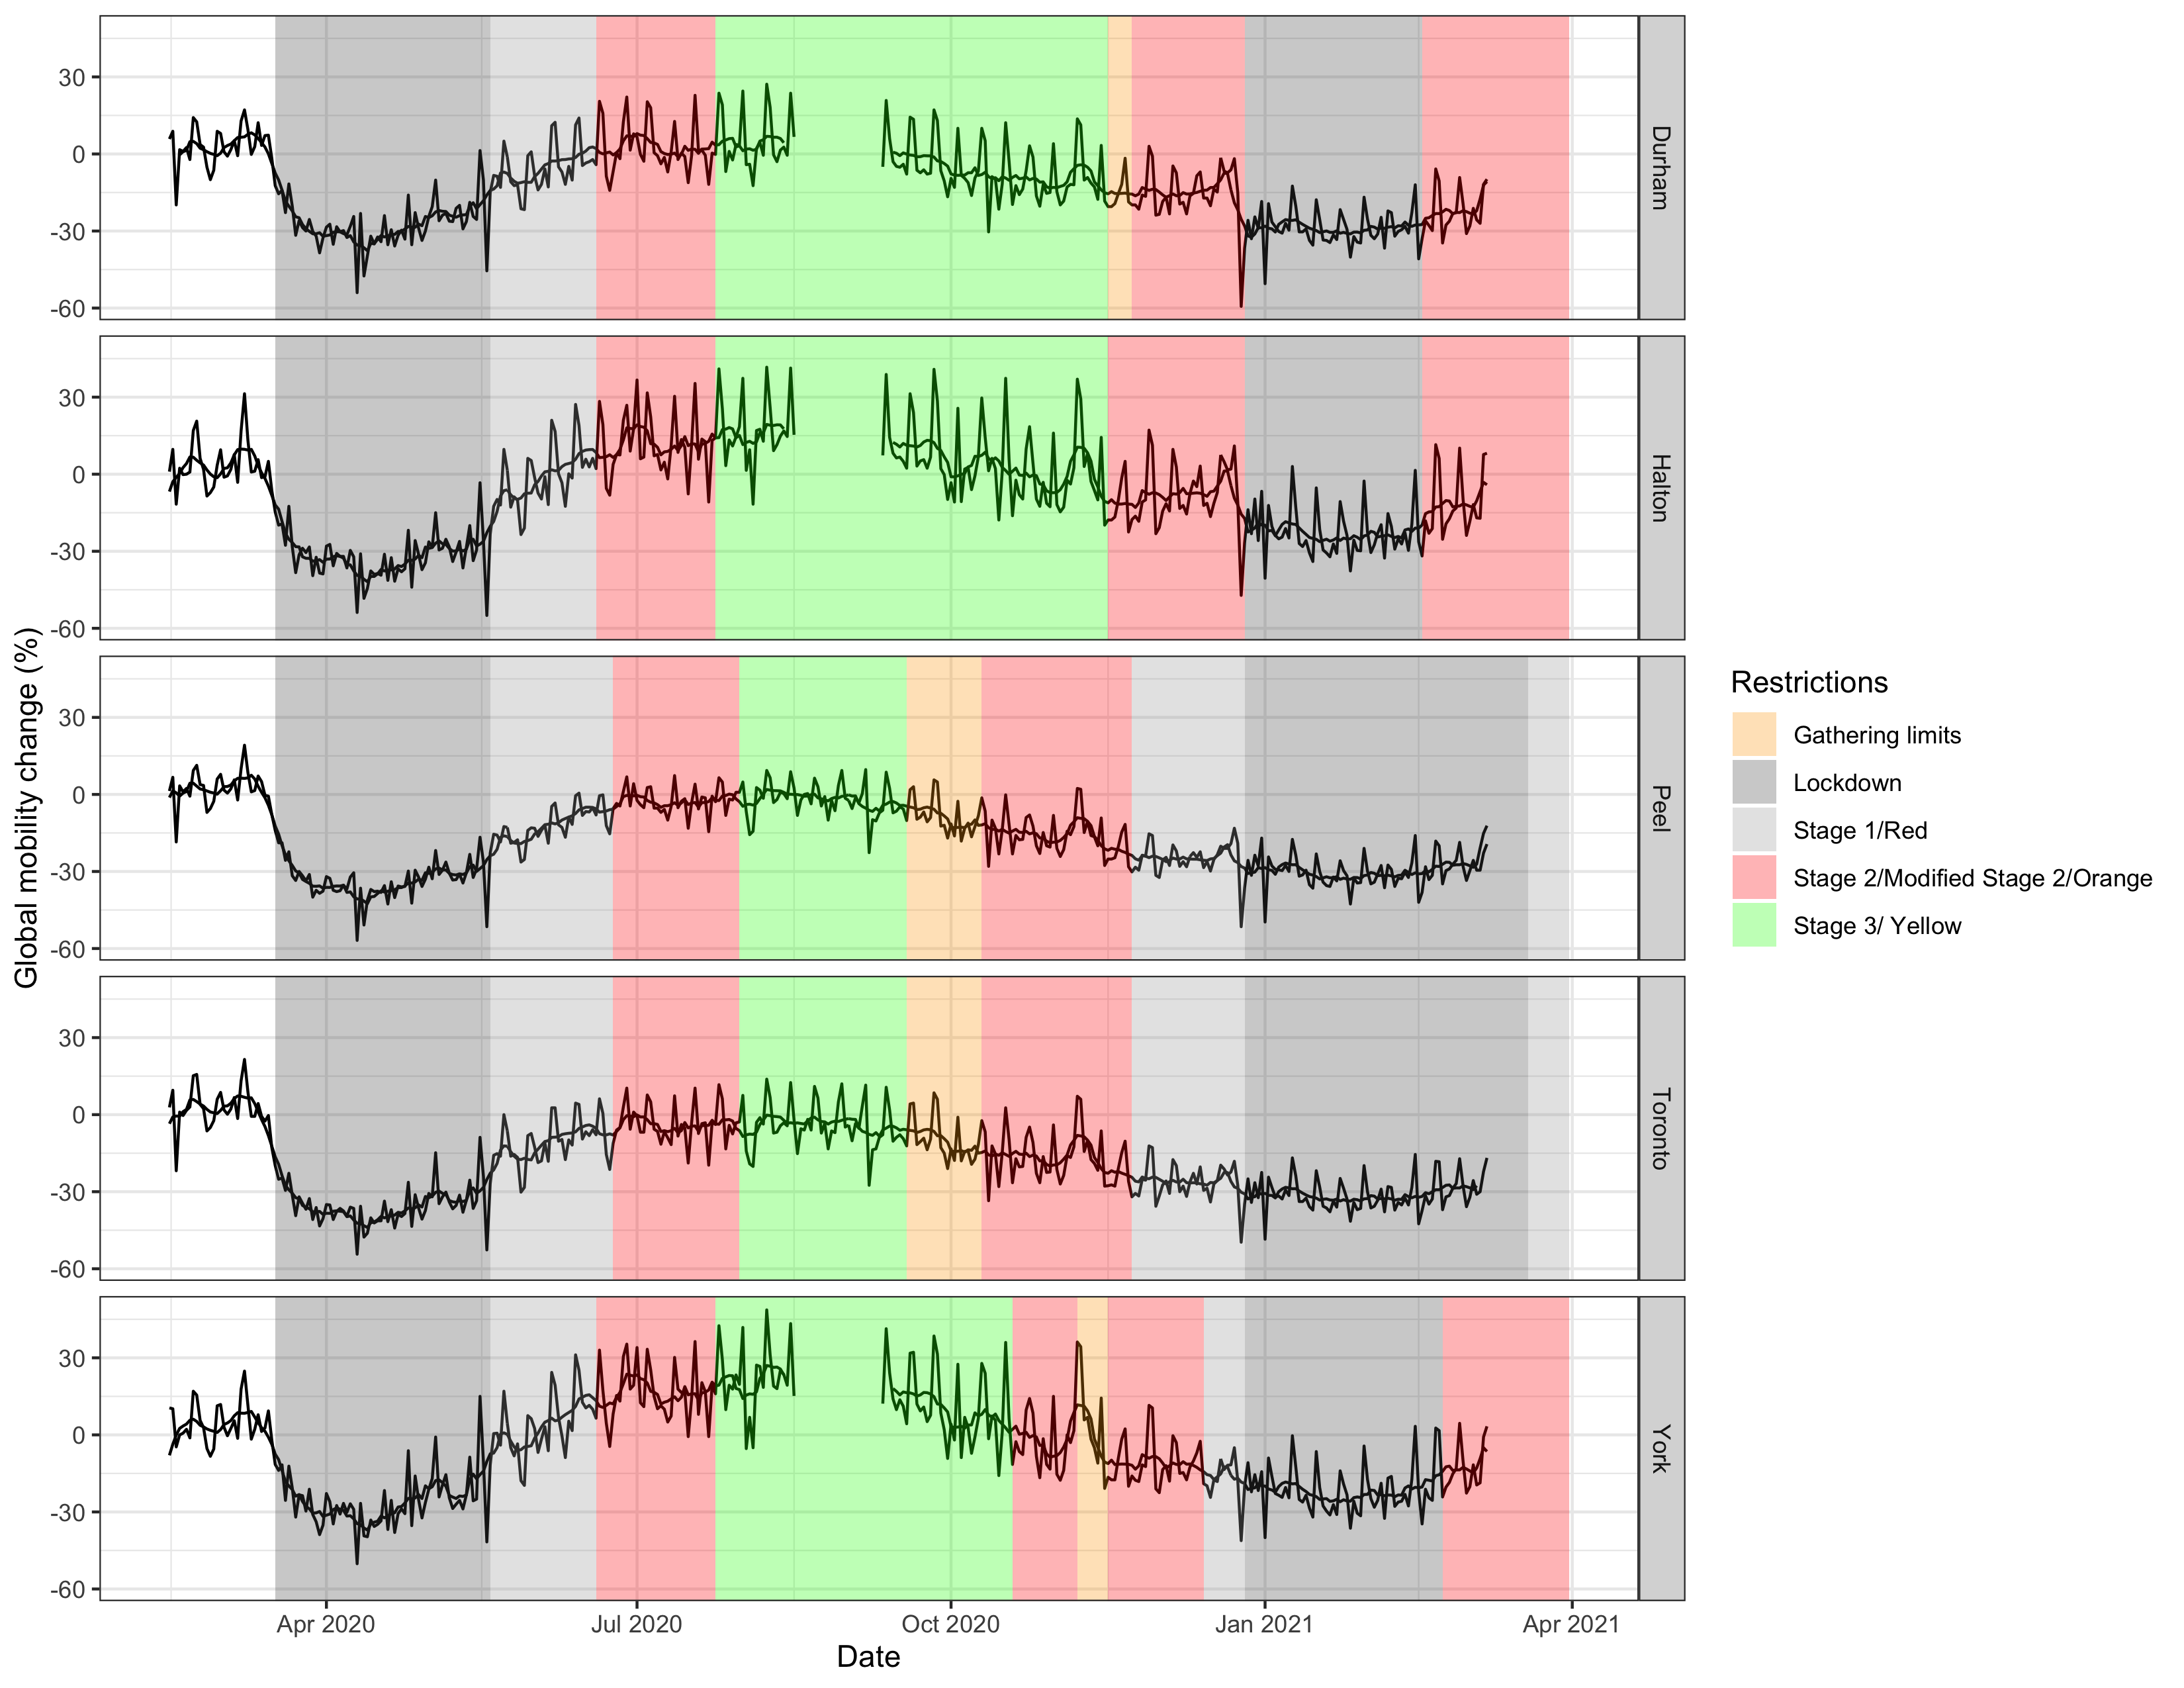 Global mobility change (%)
30
0
-30
-60
Durham
30
0
-30
-60
Halton
30
0
-30
-60
Peel
30
0
-30
-60
Toronto
30
0
-30
-60
York
Apr 2020
Jul 2020
Oct 2020
Jan 2021
Apr 2021
Date
Restrictions
Gathering limits
Lockdown
Stage 1/Red
Stage 2/Modified Stage 2/Orange
Stage 3/ Yellow